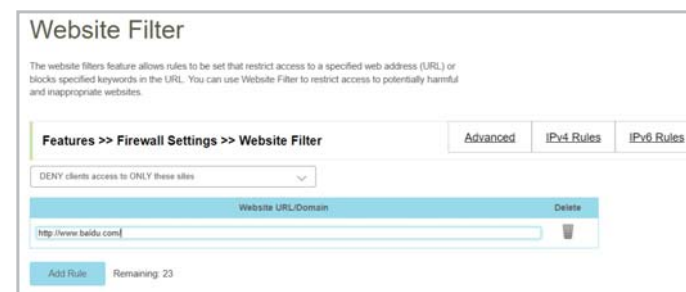 Website Filter
The website filters feature allows rules to be set that restrict access to a specified web address (URL) or
blocks specified keywords in the URL. You can use Website Filter to restrict access to potentially harmful
and inappropriate websites.
Features >> Firewall Settings >> Website Filter
Advanced
IPv4 Rules
IPv6 Rules
DENY clients access to ONLY these sites
Website URL/Domain
Delete
http://www.baidu.com/
Add Rule
Remaining: 23